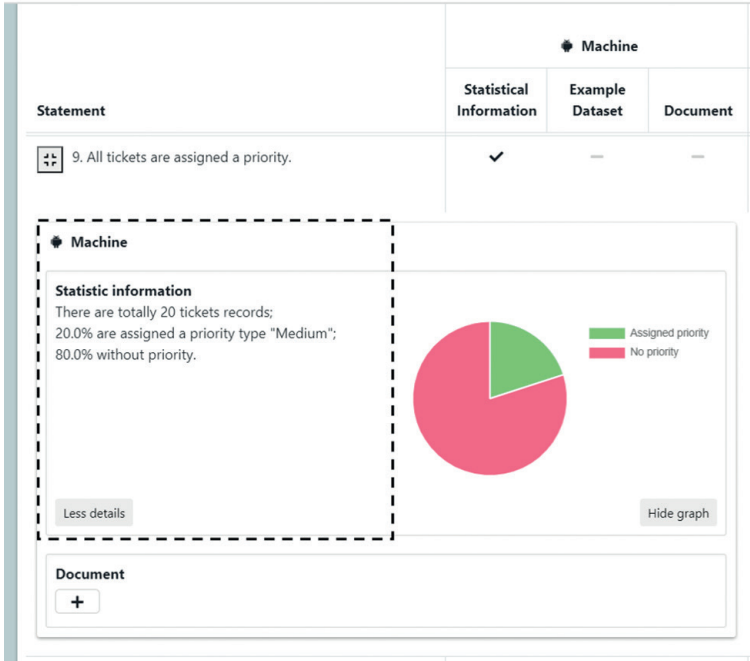 Machine
Statement
Statistical
Information
Example
Dataset
Document
9. All tickets are assigned a priority.
Machine
Statistic information
There are totally 20 tickets records;
20.0% are assigned a priority type "Medium";
80.0% without priority.
Assigned priority
No priority
Less details
Hide graph
Document
+